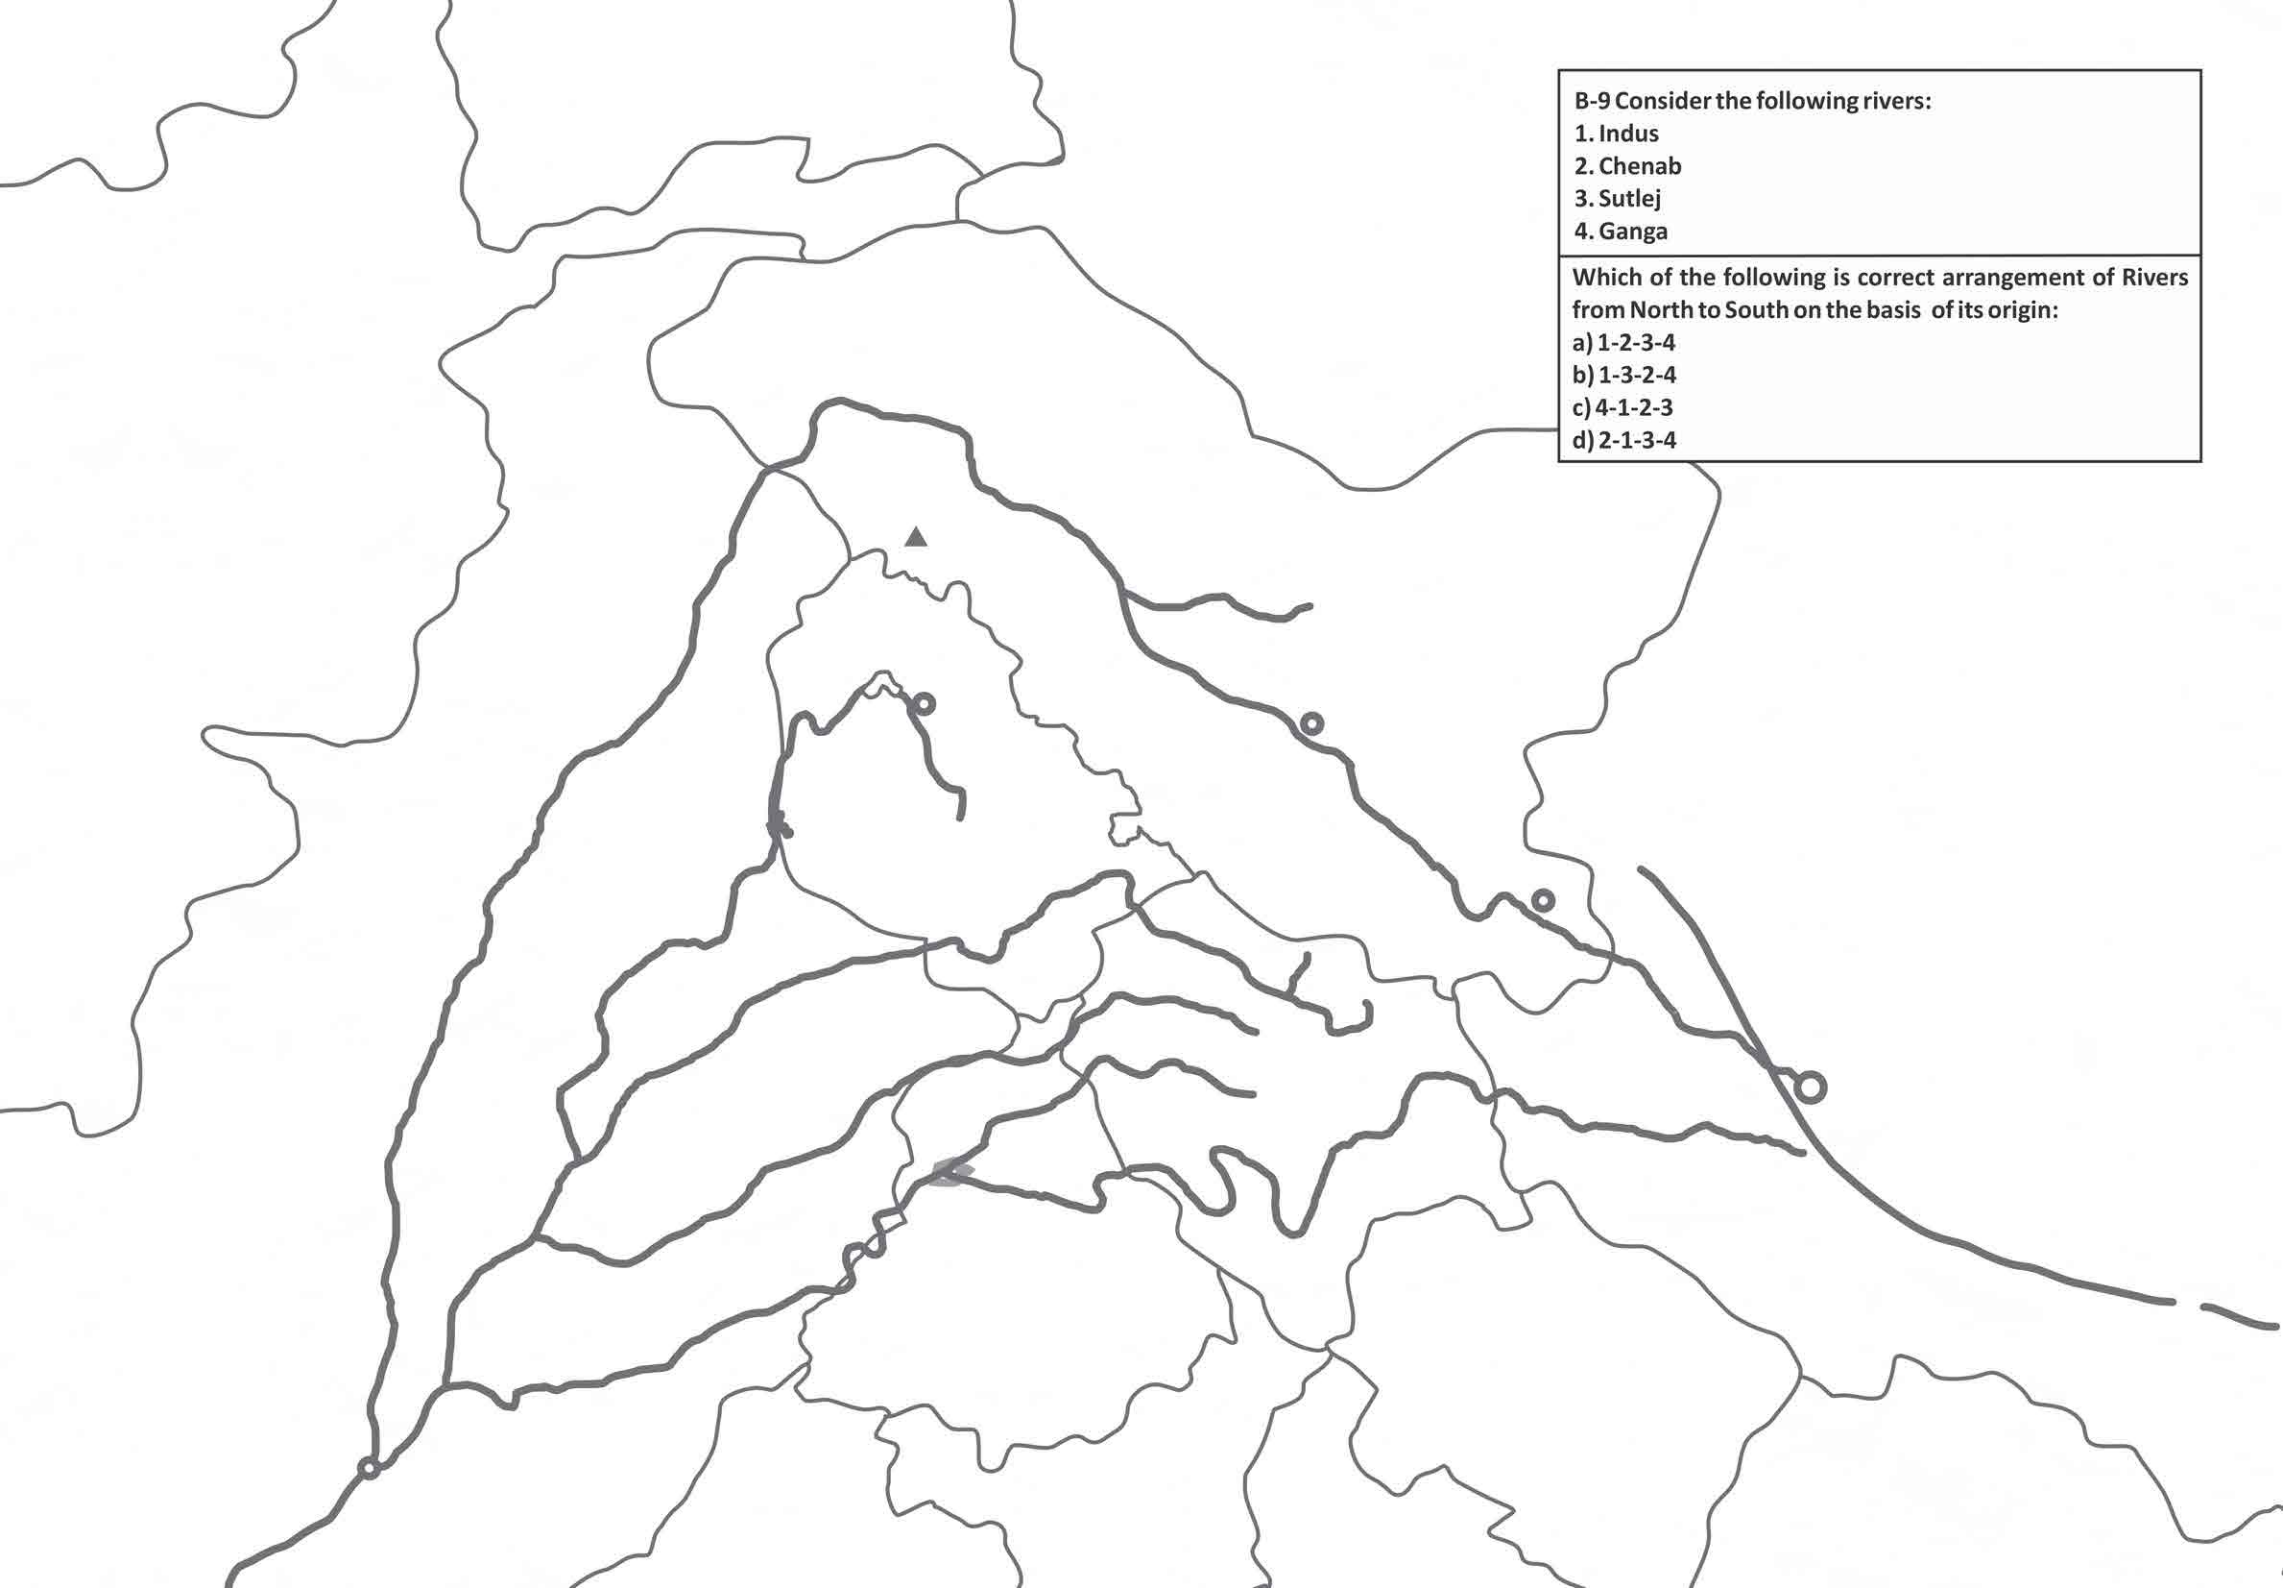 B-9 Consider the following rivers:
1. Indus
2. Chenab
3. Sutlej
4. Ganga
Which of the following is correct arrangement of Rivers
from North to South on the basis of its origin:
a) 1-2-3-4
b) 1-3-2-4
c) 4-1-2-3
d) 2-1-3-4